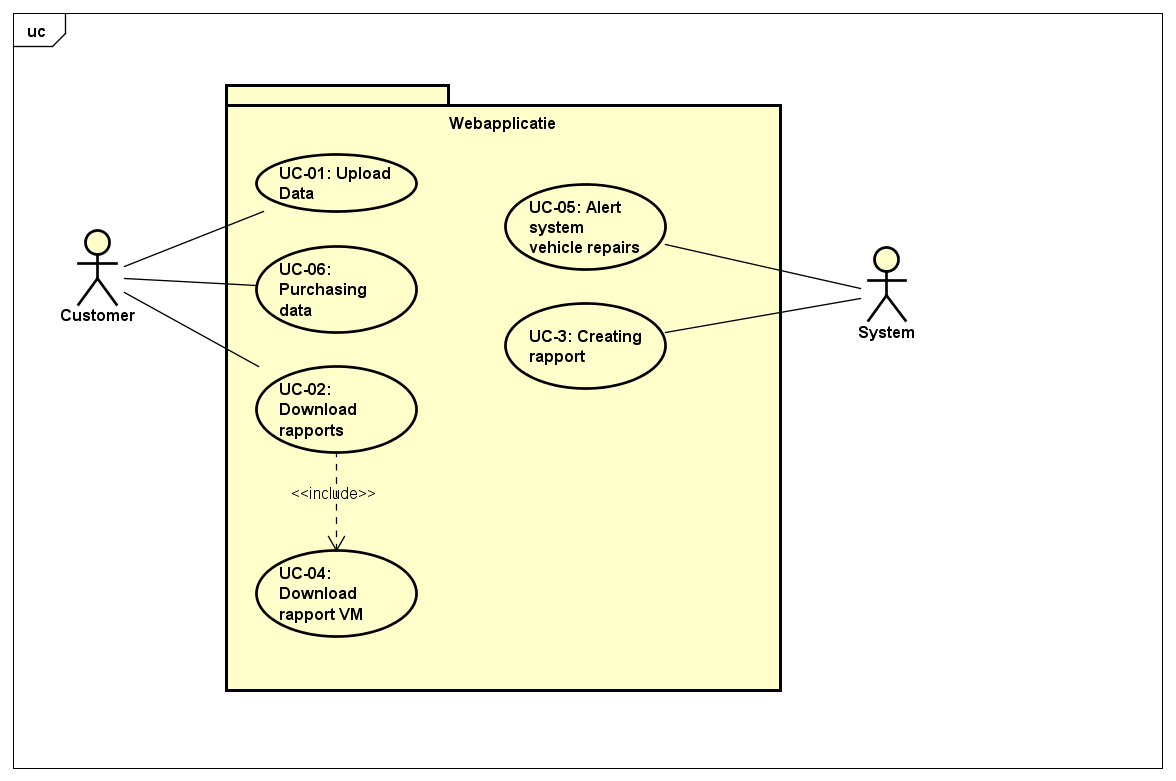 uc
Webapplicatie
UC-01: Upload
Data
UC-06:
Purchasing
data
UC-02:
Download
rapports
<<include>>
UC-04:
Download
rapport VM
UC-05: Alert
system
vehicle repairs
UC-3: Creating
rapport
Customer
System